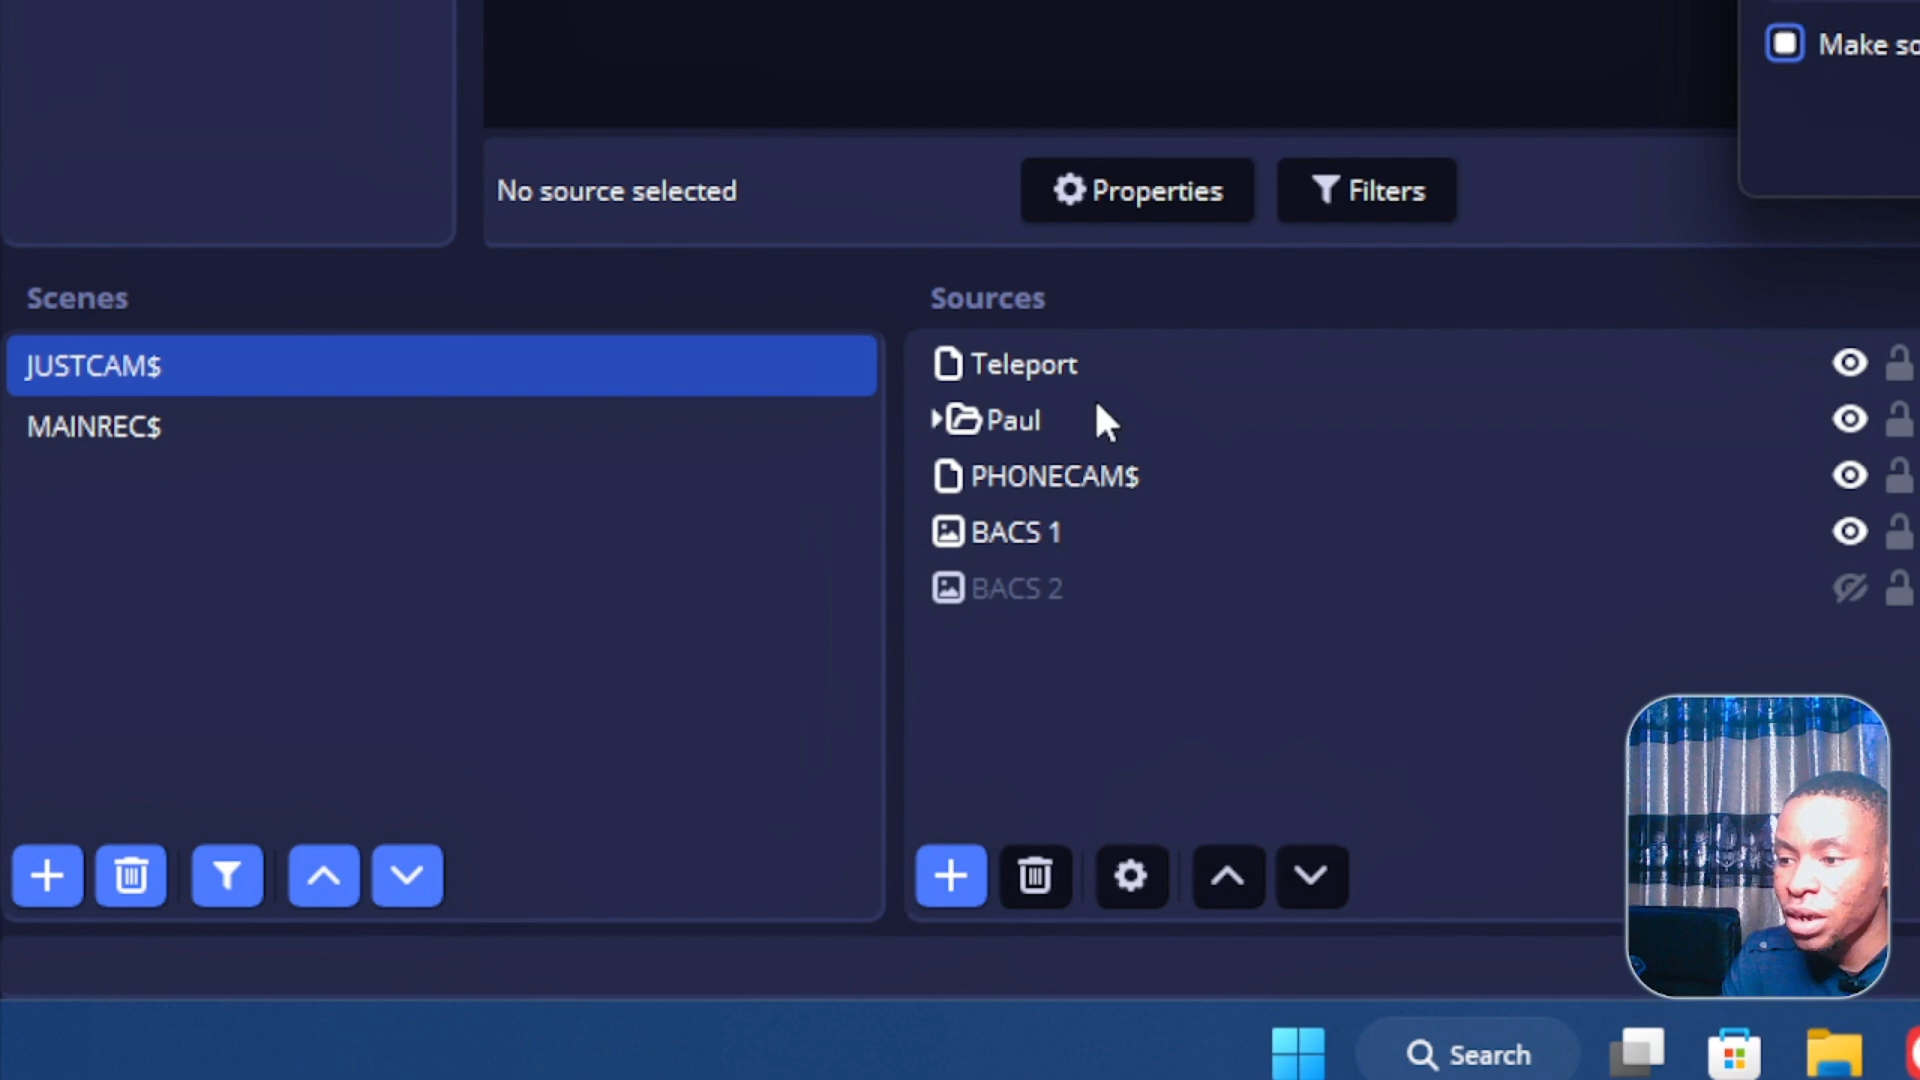 Make so
No source selected
Properties
Filters
Scenes
Sources
JUSTCAM$
MAINREC$
Teleport
Paul
PHONECAM$
BACS 1
BACS 2
Search